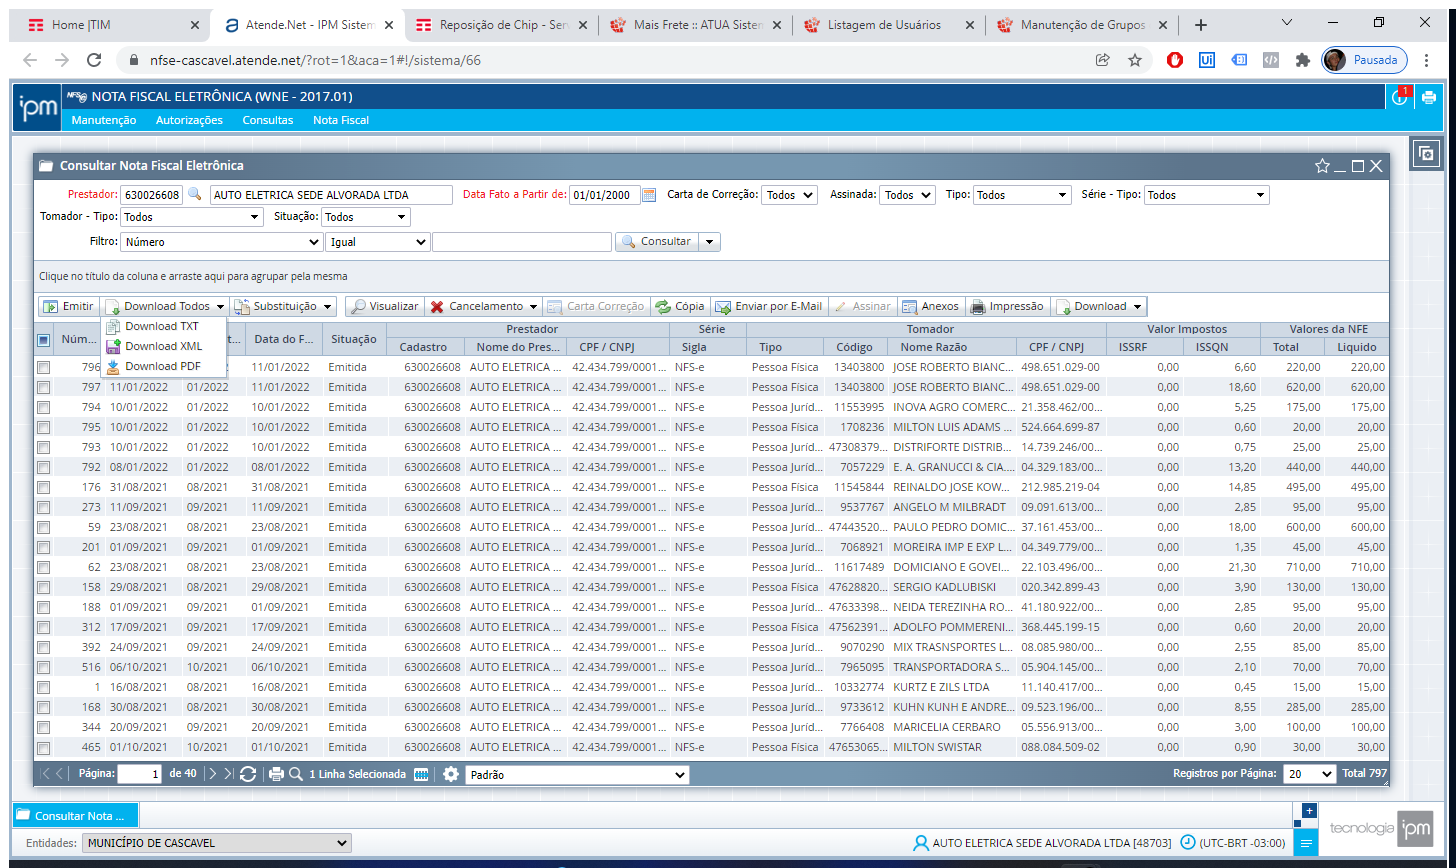 Home |TIM
Atende.Net - IPM Sistem
Reposição de Chip - Ser
Mais Frete :: ATUA Sister
Listagem de Usuários
Manutenção de Grupos
nfse-cascavel.atende.net/?rot=1&aca=1#!/sistema/66
Pausada
ipm NFS@ NOTA FISCAL ELETRÔNICA (WNE - 2017.01) 1
Manutenção Autorizações Consultas Nota Fiscal
Consultar Nota Fiscal Eletrônica
Prestador: 630026608 AUTO ELETRICA SEDE ALVORADA LTDA Data Fato a Partir de: 01/01/2000 Carta de Correção: Todos Assinada: Todos Tipo: Todos Série - Tipo: Todos
Tomador - Tipo: Todos Situação: Todos
Filtro: Número Igual Consultar
Clique no título da coluna e arraste aqui para agrupar pela mesma
Emitir Download Todos Substituição Visualizar Cancelamento Carta Correção Cópia Enviar por E-Mail Assinar Anexos Impressão Download
Download TXT
Download XML
Download PDF
Prestador Série Tomador Valor Impostos Valores da NFE
Núm... t... Data do F... Situação Cadastro Nome do Pres... CPF / CNPJ Sigla Tipo Código Nome Razão CPF / CNPJ ISSRF ISSQN Total Liquido
796 2 11/01/2022 Emitida 630026608 AUTO ELETRICA ... 42.434.799/0001... NFS-e Pessoa Física 13403800 JOSE ROBERTO BIANC... 498.651.029-00 0,00 6,60 220,00 220,00
797 11/01/2022 01/2022 11/01/2022 Emitida 630026608 AUTO ELETRICA ... 42.434.799/0001... NFS-e Pessoa Física 13403800 JOSE ROBERTO BIANC... 498.651.029-00 0,00 18,60 620,00 620,00
794 10/01/2022 01/2022 10/01/2022 Emitida 630026608 AUTO ELETRICA ... 42.434.799/0001... NFS-e Pessoa Juríd... 11553995 INOVA AGRO COMERC... 21.358.462/00... 0,00 5,25 175,00 175,00
795 10/01/2022 01/2022 10/01/2022 Emitida 630026608 AUTO ELETRICA ... 42.434.799/0001... NFS-e Pessoa Física 1708236 MILTON LUIS ADAMS ... 524.664.699-87 0,00 0,60 20,00 20,00
793 10/01/2022 01/2022 10/01/2022 Emitida 630026608 AUTO ELETRICA ... 42.434.799/0001... NFS-e Pessoa Juríd... 47308379... DISTRIFORTE DISTRIB... 14.739.246/00... 0,00 0,75 25,00 25,00
792 08/01/2022 01/2022 08/01/2022 Emitida 630026608 AUTO ELETRICA ... 42.434.799/0001... NFS-e Pessoa Juríd... 7057229 E. A. GRANUCCI & CIA.... 04.329.183/00... 0,00 13,20 440,00 440,00
176 31/08/2021 08/2021 31/08/2021 Emitida 630026608 AUTO ELETRICA ... 42.434.799/0001... NFS-e Pessoa Física 11545844 REINALDO JOSE KOW... 212.985.219-04 0,00 14,85 495,00 495,00
273 11/09/2021 09/2021 11/09/2021 Emitida 630026608 AUTO ELETRICA ... 42.434.799/0001... NFS-e Pessoa Juríd... 9537767 ANGELO M MILBRADT 09.091.613/00... 0,00 2,85 95,00 95,00
59 23/08/2021 08/2021 23/08/2021 Emitida 630026608 AUTO ELETRICA ... 42.434.799/0001... NFS-e Pessoa Juríd... 47443520... PAULO PEDRO DOMIC... 37.161.453/00... 0,00 18,00 600,00 600,00
201 01/09/2021 09/2021 01/09/2021 Emitida 630026608 AUTO ELETRICA ... 42.434.799/0001... NFS-e Pessoa Juríd... 7068921 MOREIRA IMP E EXP L... 04.349.779/00... 0,00 1,35 45,00 45,00
62 23/08/2021 08/2021 23/08/2021 Emitida 630026608 AUTO ELETRICA ... 42.434.799/0001... NFS-e Pessoa Juríd... 11617489 DOMICIANO E GOVEI... 22.103.496/00... 0,00 21,30 710,00 710,00
158 29/08/2021 08/2021 29/08/2021 Emitida 630026608 AUTO ELETRICA ... 42.434.799/0001... NFS-e Pessoa Física 47628820... SERGIO KADLUBISKI 020.342.899-43 0,00 3,90 130,00 130,00
188 01/09/2021 09/2021 01/09/2021 Emitida 630026608 AUTO ELETRICA ... 42.434.799/0001... NFS-e Pessoa Juríd... 47633398... NEIDA TEREZINHA RO... 41.180.922/00... 0,00 2,85 95,00 95,00
312 17/09/2021 09/2021 17/09/2021 Emitida 630026608 AUTO ELETRICA ... 42.434.799/0001... NFS-e Pessoa Física 47562391... ADOLFO POMMERENI... 368.445.199-15 0,00 0,60 20,00 20,00
392 24/09/2021 09/2021 24/09/2021 Emitida 630026608 AUTO ELETRICA ... 42.434.799/0001... NFS-e Pessoa Juríd... 9070290 MIX TRASNSPORTES L... 08.085.980/00... 0,00 2,55 85,00 85,00
516 06/10/2021 10/2021 06/10/2021 Emitida 630026608 AUTO ELETRICA ... 42.434.799/0001... NFS-e Pessoa Juríd... 7965095 TRANSPORTADORA S... 05.904.145/00... 0,00 2,10 70,00 70,00
1 16/08/2021 08/2021 16/08/2021 Emitida 630026608 AUTO ELETRICA ... 42.434.799/0001... NFS-e Pessoa Juríd... 10332774 KURTZ E ZILS LTDA 11.140.417/00... 0,00 0,45 15,00 15,00
168 30/08/2021 08/2021 30/08/2021 Emitida 630026608 AUTO ELETRICA ... 42.434.799/0001... NFS-e Pessoa Juríd... 9733612 KUHN KUNH E ANDRE... 09.523.196/00... 0,00 8,55 285,00 285,00
344 20/09/2021 09/2021 20/09/2021 Emitida 630026608 AUTO ELETRICA ... 42.434.799/0001... NFS-e Pessoa Juríd... 7766408 MARICELIA CERBARO 05.556.913/00... 0,00 3,00 100,00 100,00
465 01/10/2021 10/2021 01/10/2021 Emitida 630026608 AUTO ELETRICA ... 42.434.799/0001... NFS-e Pessoa Física 47653065... MILTON SWISTAR 088.084.509-02 0,00 0,90 30,00 30,00
Página: 1 de 40 1 Linha Selecionada Padrão Registros por Página: 20 Total 797
Consultar Nota ...
tecnologia ipm
Entidades: MUNICÍPIO DE CASCAVEL AUTO ELETRICA SEDE ALVORADA LTDA [48703] (UTC-BRT -03:00)